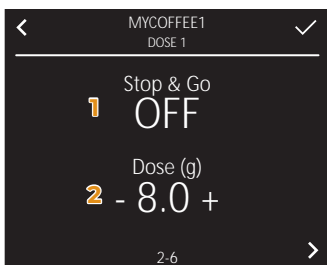 MYCOFFEE1
DOSE 1
Stop & Go
1 OFF
Dose (g)
2 - 8.0 +
2-6